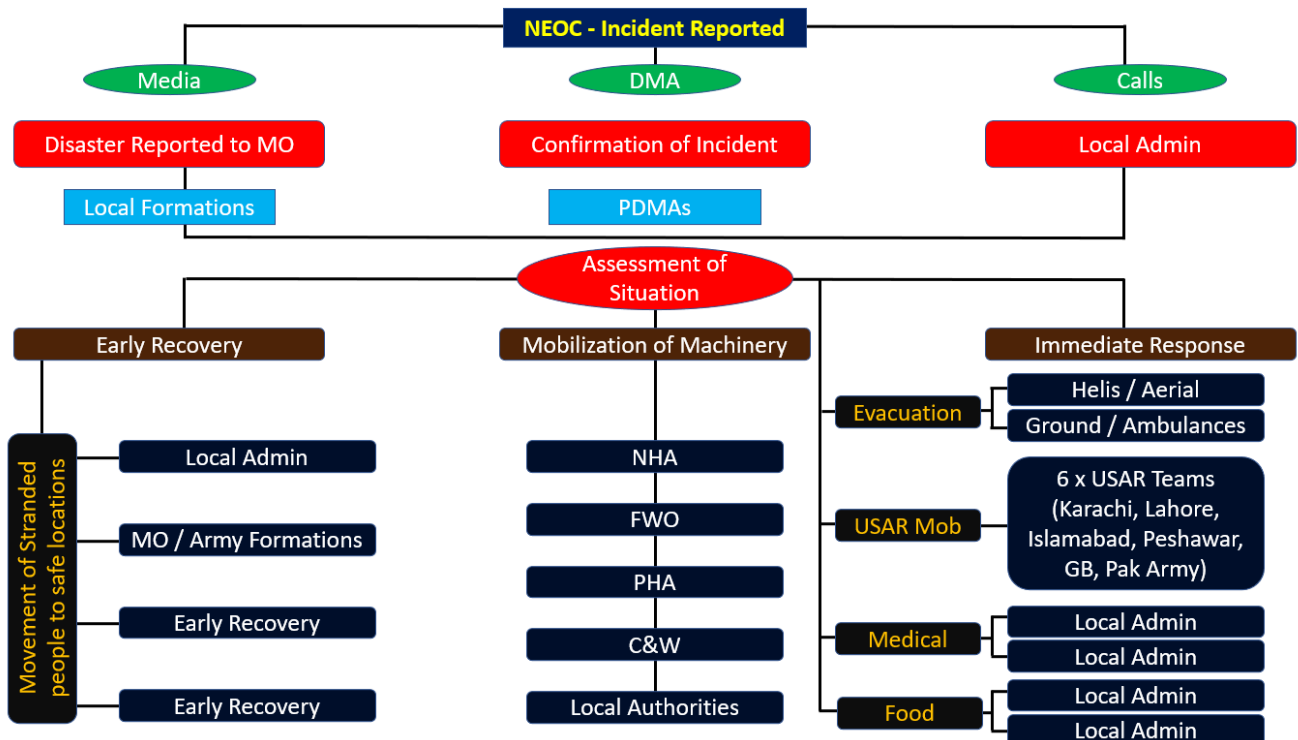 NEOC - Incident Reported
Media
DMA
Calls
Disaster Reported to MO
Confirmation of Incident
Local Admin
Local Formations
PDMAs
Assessment of
Situation
Early Recovery
Mobilization of Machinery
Immediate Response
Movement of Stranded
people to safe locations
Local Admin
MO / Army Formations
Early Recovery
Early Recovery
NHA
FWO
PHA
C&W
Local Authorities
Evacuation
Helis / Aerial
Ground / Ambulances
USAR Mob
6 x USAR Teams
(Karachi, Lahore,
Islamabad, Peshawar,
GB, Pak Army)
Medical
Local Admin
Local Admin
Food
Local Admin
Local Admin